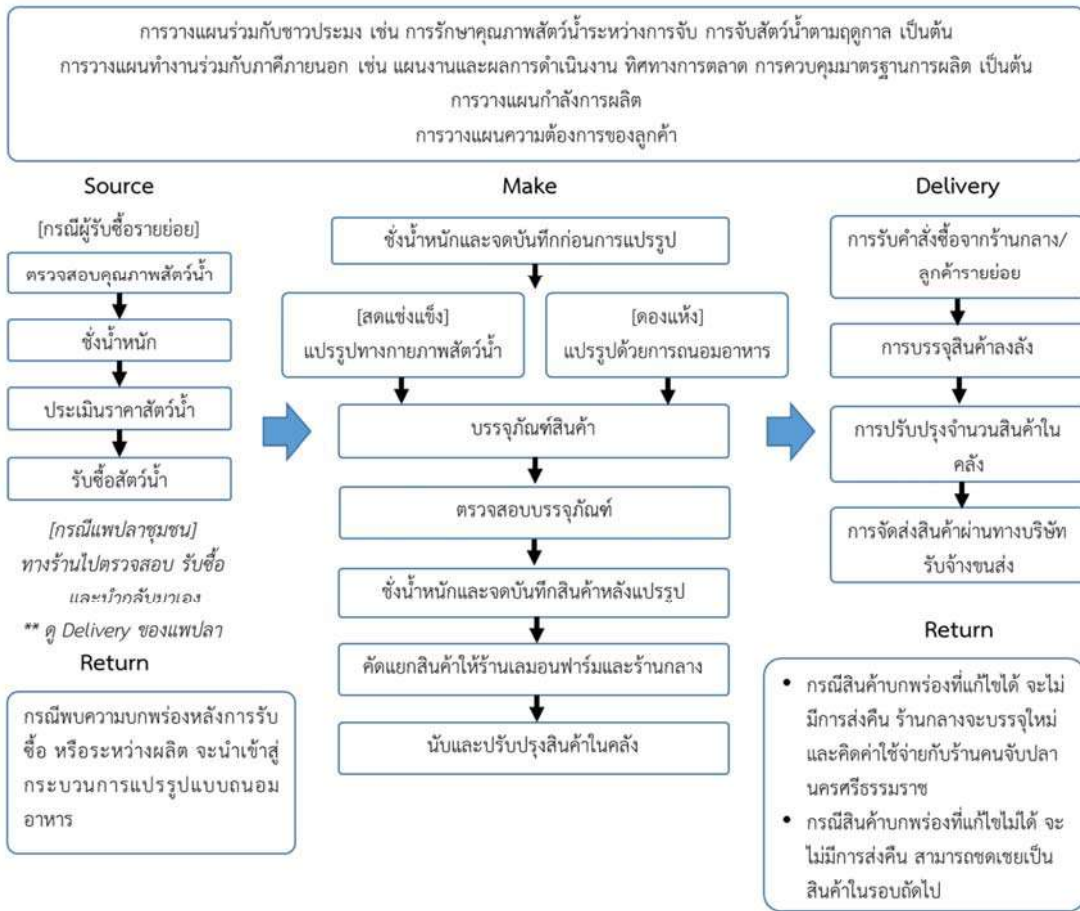 การวางแผนร่วมกับชาวประมง เช่น การรักษาคุณภาพสัตว์น้ำระหว่างการจับ การจับสัตว์น้ำตามฤดูกาล เป็นต้น
การวางแผนทำงานร่วมกับภาคีภายนอก เช่น แผนงานและผลการดำเนินงาน ทิศทางการตลาด การควบคุมมาตรฐานการผลิต เป็นต้น
การวางแผนกำลังการผลิต
การวางแผนความต้องการของลูกค้า
Source
[กรณีผู้รับซื้อรายย่อย]
ตรวจสอบคุณภาพสัตว์น้ำ
ชั่งน้ำหนัก
ประเมินราคาสัตว์น้ำ
รับซื้อสัตว์น้ำ
[กรณีแพปลาชุมชน]
ทางร้านไปตรวจสอบ รับซื้อ
และนำกลับมาเอง
** ดู Delivery ของแพปลา
Return
กรณีพบความบกพร่องหลังการรับ
ซื้อ หรือระหว่างผลิต จะนำเข้าสู่
กระบวนการแปรรูปแบบถนอม
อาหาร
Make
ชั่งน้ำหนักและจดบันทึกก่อนการแปรรูป
[สดแช่งแข็ง]
แปรรูปทางกายภาพสัตว์น้ำ
[ดองแห้ง]
แปรรูปด้วยการถนอมอาหาร
บรรจุภัณฑ์สินค้า
ตรวจสอบบรรจุภัณฑ์
ชั่งน้ำหนักและจดบันทึกสินค้าหลังแปรรูป
คัดแยกสินค้าให้ร้านเลมอนฟาร์มและร้านกลาง
นับและปรับปรุงสินค้าในคลัง
Delivery
การรับคำสั่งซื้อจากร้านกลาง/
ลูกค้ารายย่อย
การบรรจุสินค้าลงลัง
การปรับปรุงจำนวนสินค้าใน
คลัง
การจัดส่งสินค้าผ่านทางบริษัท
รับจ้างขนส่ง
Return
• กรณีสินค้าบกพร่องที่แก้ไขได้ จะไม่
มีการส่งคืน ร้านกลางจะบรรจุใหม่
และคิดค่าใช้จ่ายกับร้านคนจับปลา
นครศรีธรรมราช
• กรณีสินค้าบกพร่องที่แก้ไขไม่ได้ จะ
ไม่มีการส่งคืน สามารถชดเชยเป็น
สินค้าในรอบถัดไป